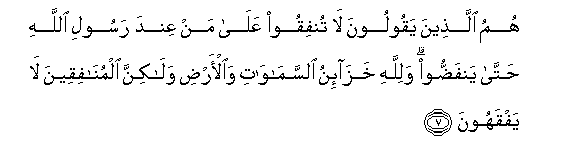 هُمُ ٱلَّذِينَ يَقُولُونَ لَا تُنفِقُوا۟ عَلَىٰ مَنْ عِندَ رَسُولِ ٱللَّهِ
حَتَّىٰ يَنفَضُّوا۟ ۗ وَلِلَّهِ خَزَآئِنُ ٱلسَّمَـٰوَٰتِ وَٱلْأَرْضِ وَلَـٰكِنَّ ٱلْمُنَـٰفِقِينَ لَا
يَفْقَهُونَ ﴿٧﴾